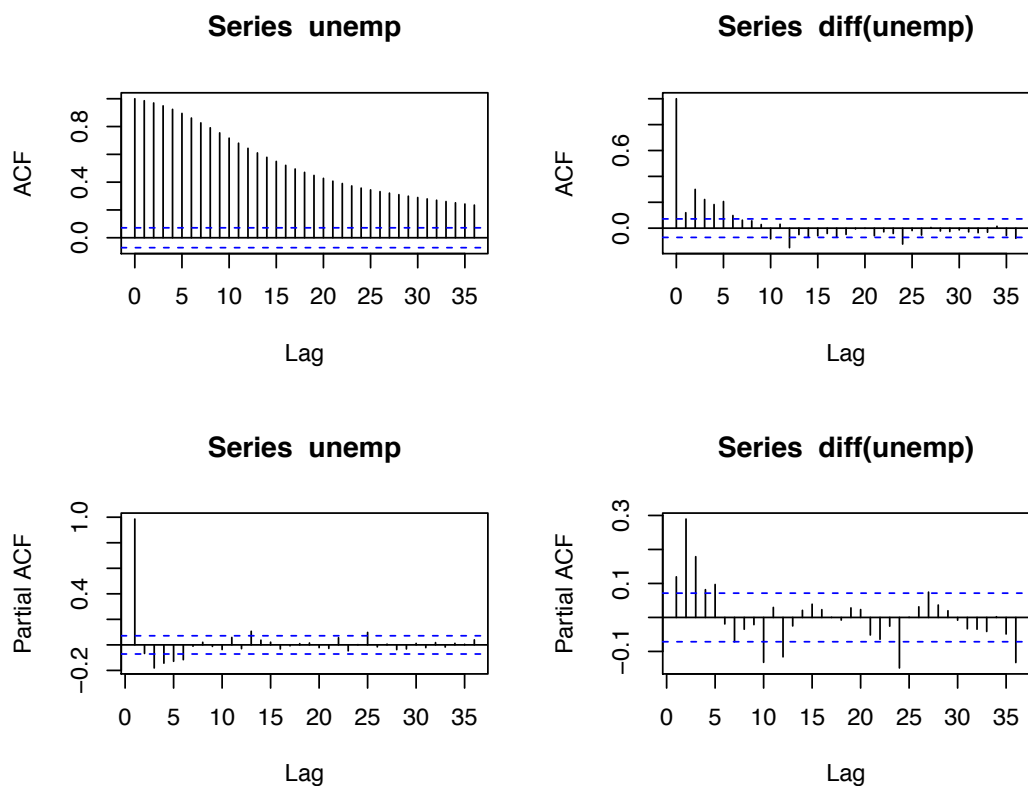 Series unemp
ACF
0.0 0.4 0.8
0 5 10 15 20 25 30 35
Lag
Series diff(unemp)
ACF
0.0 0.6
0 5 10 15 20 25 30 35
Lag
Series unemp
Partial ACF
−0.2 0.4 1.0
0 5 10 15 20 25 30 35
Lag
Series diff(unemp)
Partial ACF
−0.1 0.1 0.3
0 5 10 15 20 25 30 35
Lag